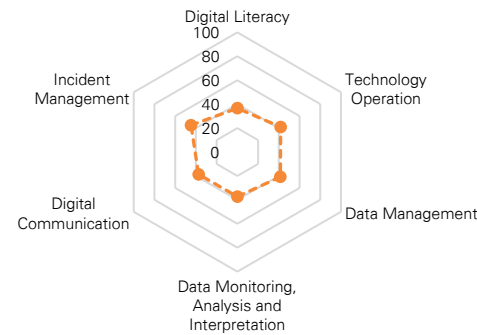 Digital Literacy
100
80
60
40
20
0
Technology
Operation
Data Management
Data Monitoring,
Analysis and
Interpretation
Digital
Communication
Incident
Management